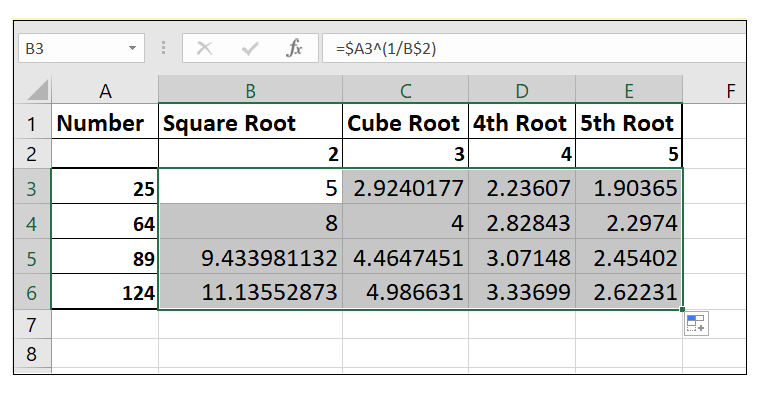 B3 fx =$A3^(1/B$2)
A B C D E F
1 Number Square Root Cube Root 4th Root 5th Root
2 2 3 4 5
3 25 5 2.9240177 2.23607 1.90365
4 64 8 4 2.82843 2.2974
5 89 9.433981132 4.4647451 3.07148 2.45402
6 124 11.13552873 4.986631 3.33699 2.62231
7
8